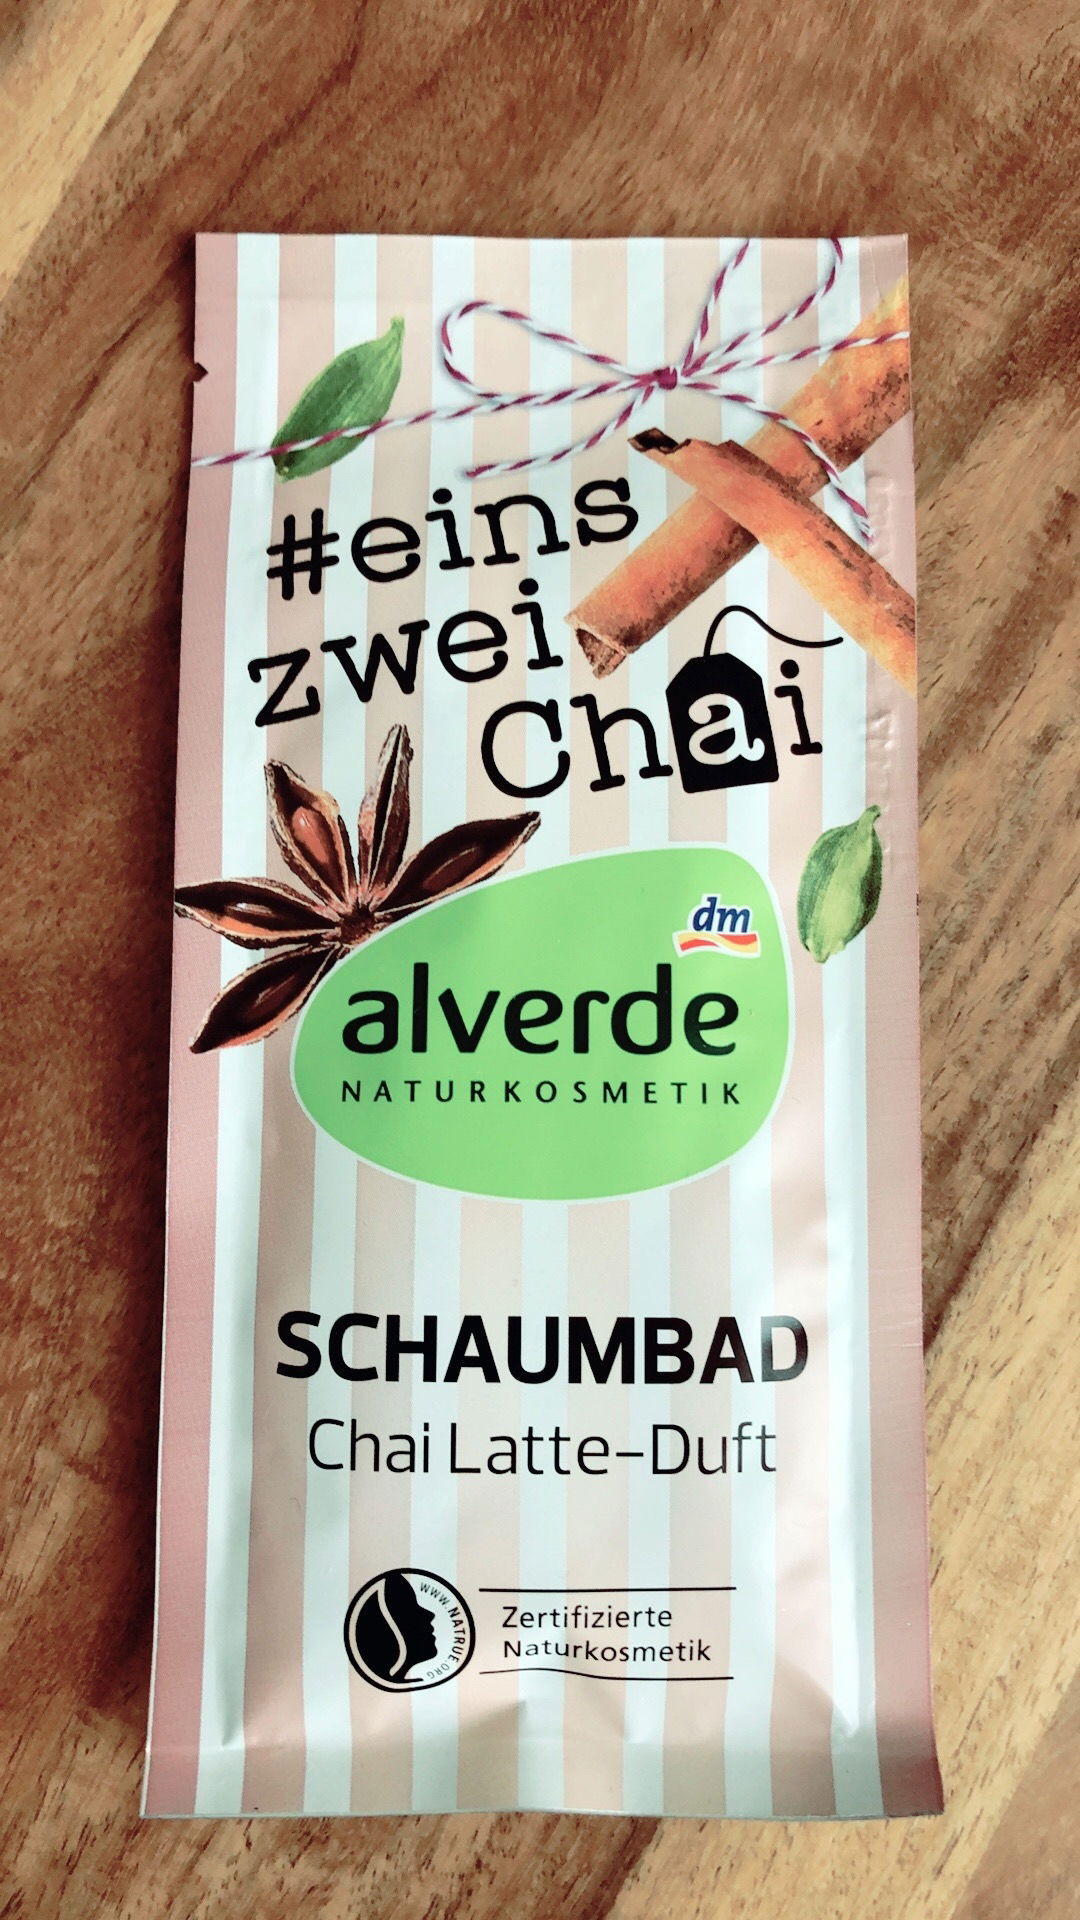 #eins
zwei
Chai
dm
alverde
NATURKOSMETIK
SCHAUMBAD
Chai Latte-Duft
WWW.NATRUE.ORG
Zertifizierte
Naturkosmetik